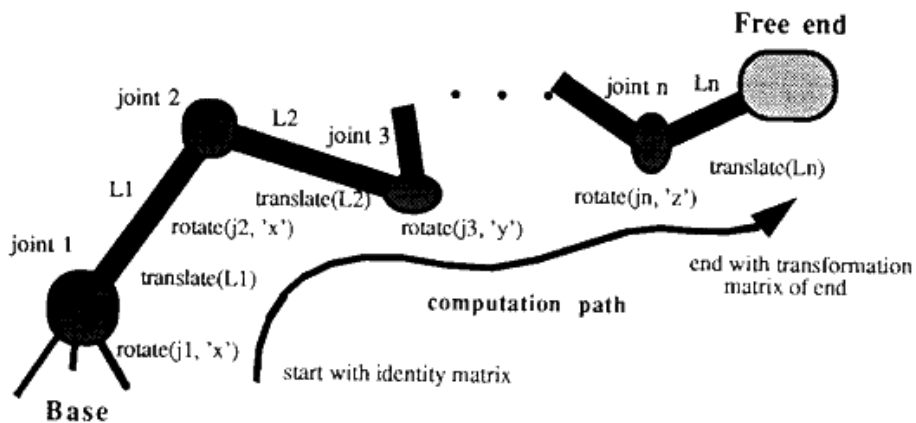 Free end
joint n
Ln
joint 2
L2
joint 3
translate(Ln)
L1
translate(L2)
rotate(jn, 'z')
rotate(j2, 'x')
rotate(j3, 'y')
joint 1
translate(L1)
end with transformation
matrix of end
computation path
rotate(j1, 'x')
start with identity matrix
Base